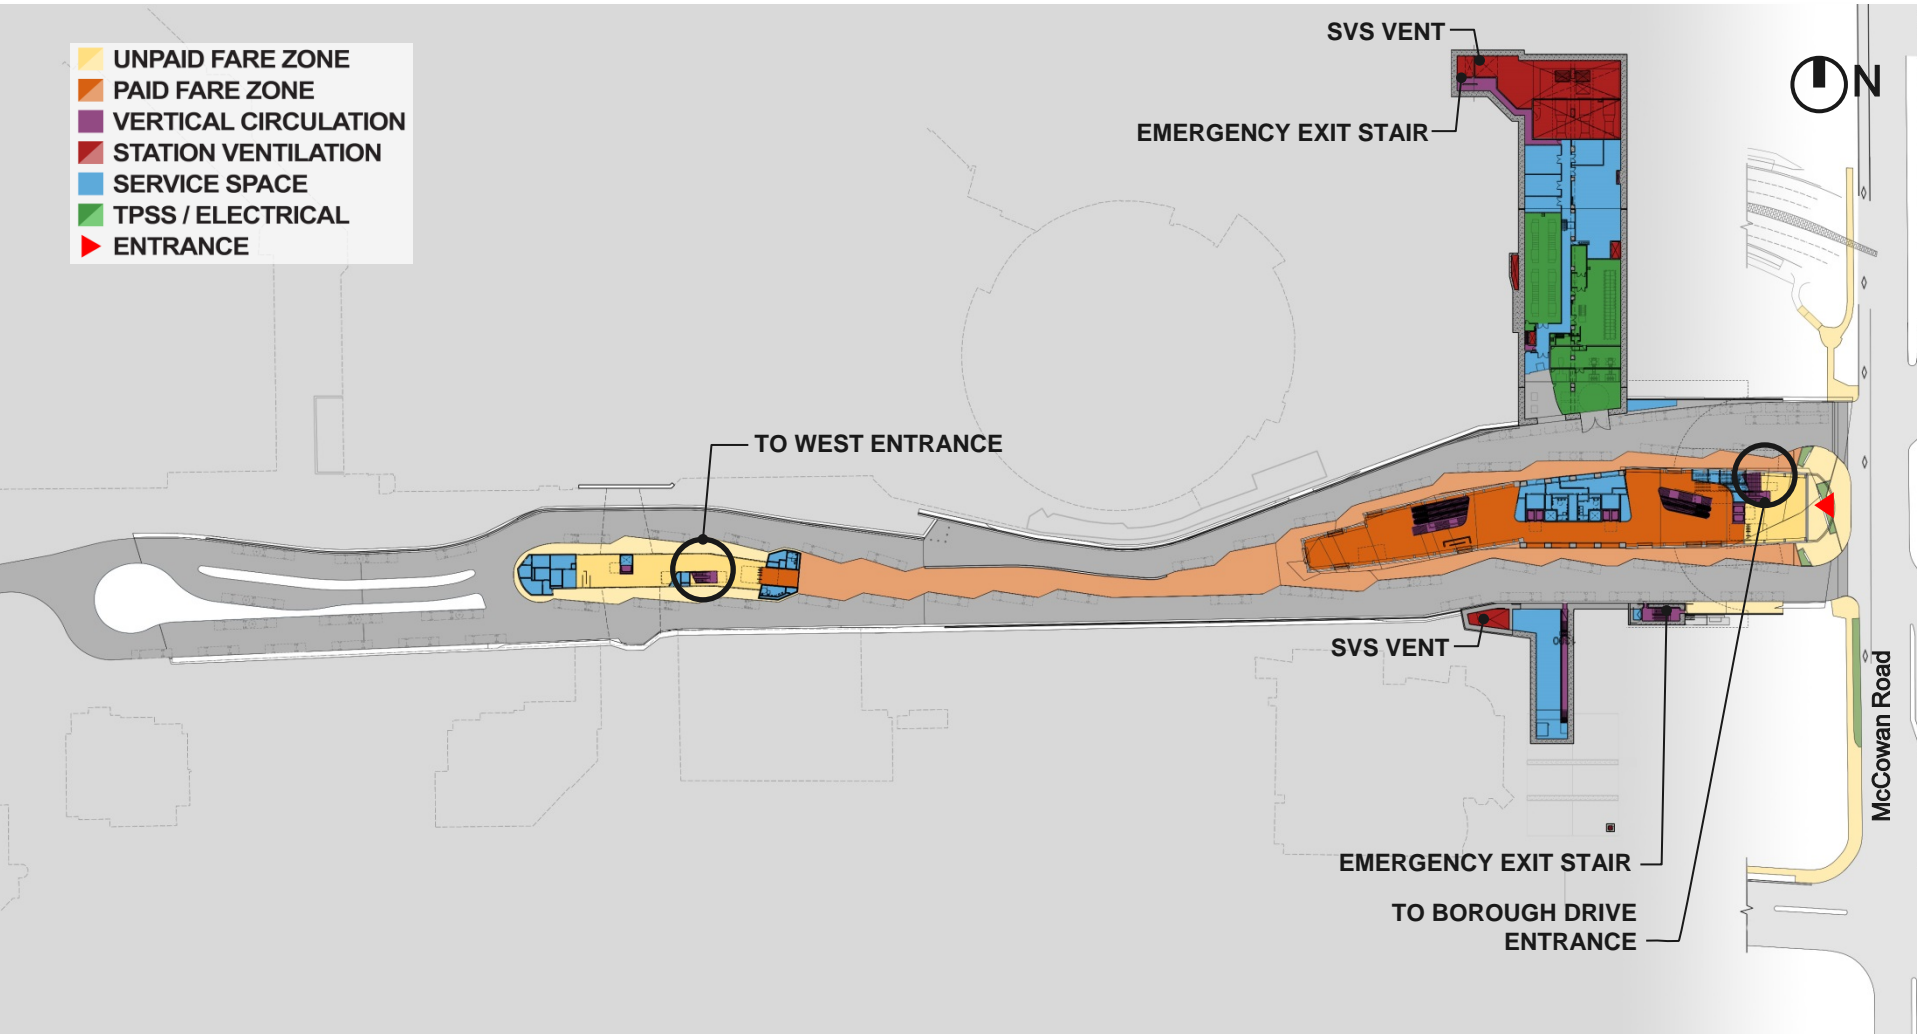 UNPAID FARE ZONE
PAID FARE ZONE
VERTICAL CIRCULATION
STATION VENTILATION
SERVICE SPACE
TPSS / ELECTRICAL
ENTRANCE
SVS VENT
N
EMERGENCY EXIT STAIR
TO WEST ENTRANCE
SVS VENT
McCowan Road
EMERGENCY EXIT STAIR
TO BOROUGH DRIVE
ENTRANCE